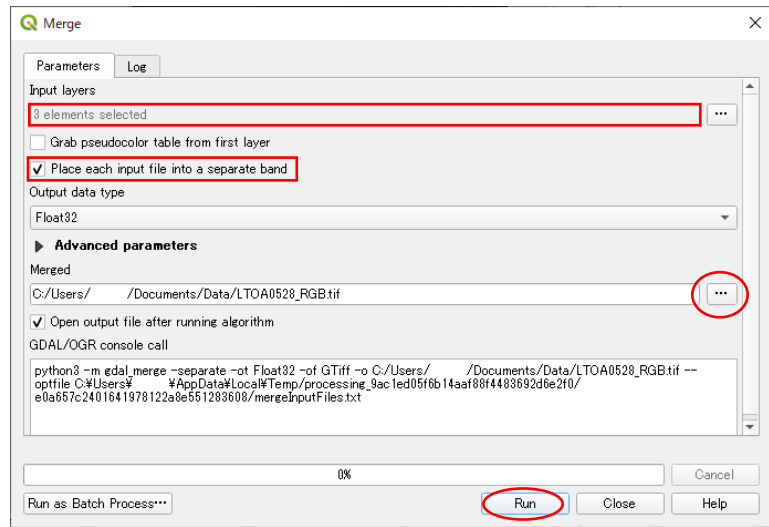 Merge
Parameters
Log
Input layers
3 elements selected
...
Grab pseudocolor table from first layer
Place each input file into a separate band
Output data type
Float32
Advanced parameters
Merged
C:/Users/ /Documents/Data/LTOA0528_RGB.tif
...
Open output file after running algorithm
GDAL/OGR console call
python3 -m gdal_merge -separate -ot Float32 -of GTiff -o C:/Users/ /Documents/Data/LTOA0528_RGB.tif --
optfile C:¥Users¥ ¥AppData¥Local¥Temp/processing_9ac1ed05f6b14aaf88f4483692d6e2f0/
e0a657c2401641978122a8e551283608/mergeInputFiles.txt
0%
Cancel
Run as Batch Process…
Run
Close
Help